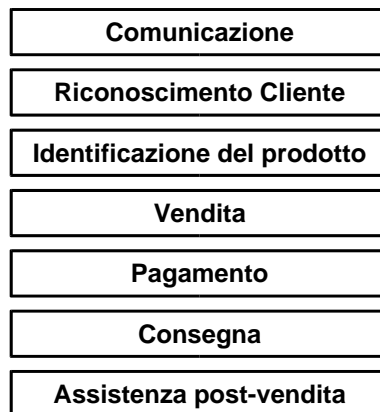 Comunicazione
Riconoscimento Cliente
Identificazione del prodotto
Vendita
Pagamento
Consegna
Assistenza post-vendita